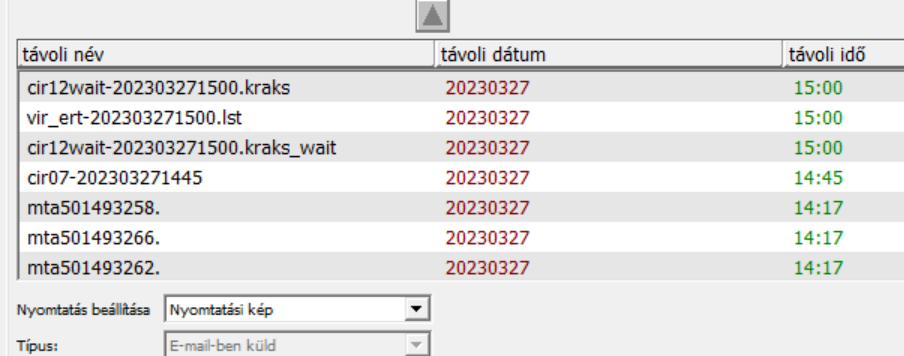 távoli név távoli dátum távoli idő
cir12wait-202303271500.kraks 20230327 15:00
vir_ert-202303271500.lst 20230327 15:00
cir12wait-202303271500.kraks_wait 20230327 15:00
cir07-202303271445 20230327 14:45
mta501493258. 20230327 14:17
mta501493266. 20230327 14:17
mta501493262. 20230327 14:17
Nyomtatás beállítása Nyomtatási kép
Típus: E-mail-ben küld